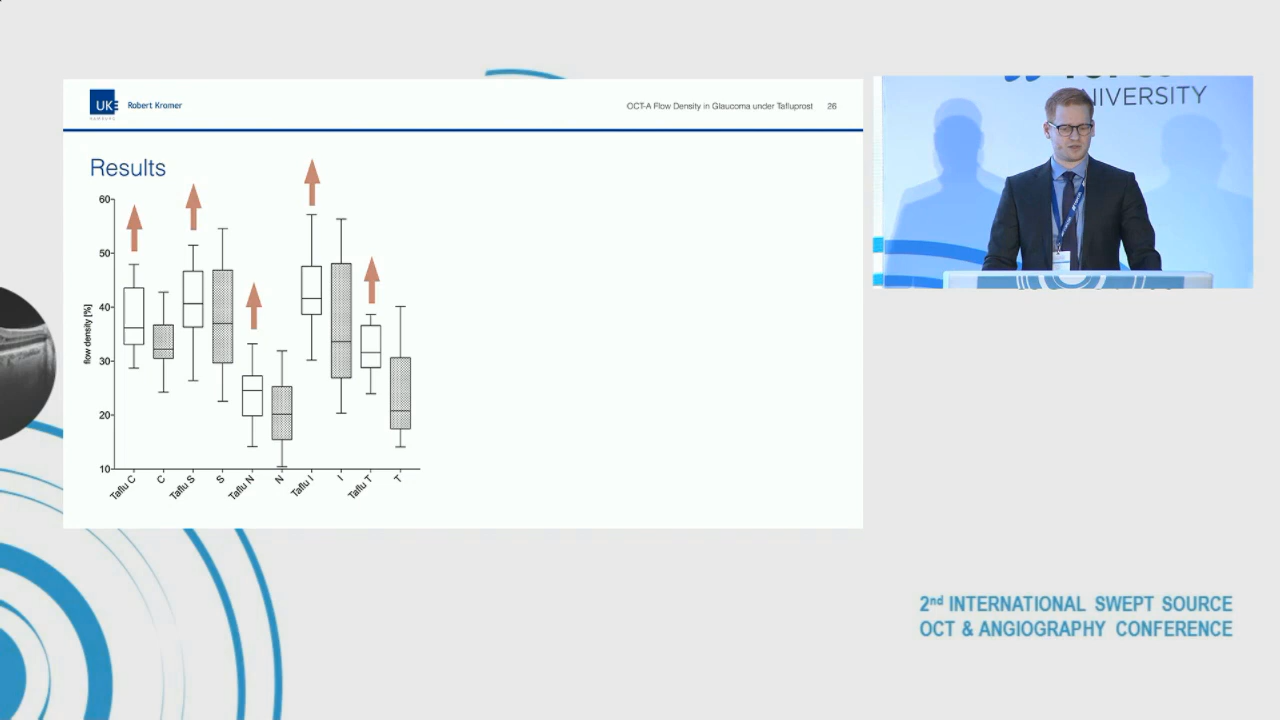 UKE
HAMBURG
Robert Kromer
OCT-A Flow Density in Glaucoma under Tafluprost 26
Results
flow density [%]
60
50
40
30
20
10
Taflu C
C
Taflu S
S
Taflu N
N
Taflu I
I
Taflu T
T
UNIVERSITY
2nd INTERNATIONAL SWEPT SOURCE
OCT & ANGIOGRAPHY CONFERENCE